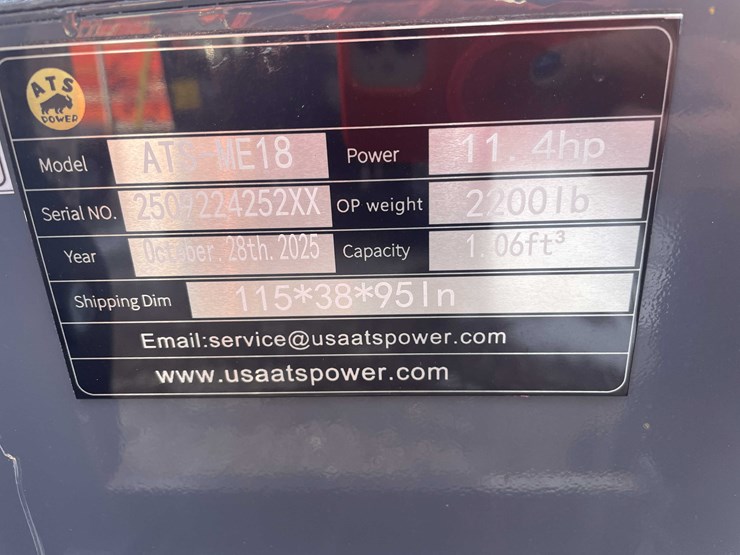 ATS
POWER
Model ATS-ME18 Power 11.4hp
Serial NO. 2509224252XX OP weight 2200lb
Year October.28th.2025 Capacity 1.06ft³
Shipping Dim 115*38*95In
Email:service@usaatspower.com
www.usaatspower.com